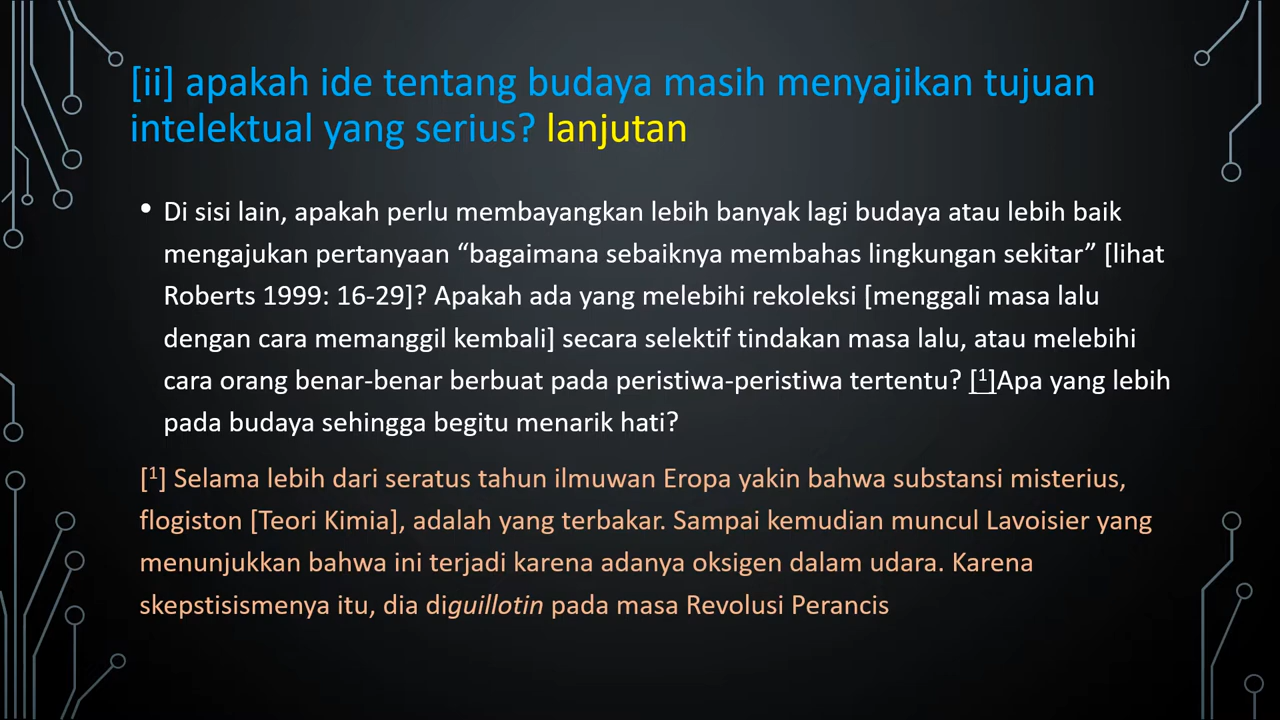 [ii] apakah ide tentang budaya masih menyajikan tujuan
intelektual yang serius? lanjutan
• Di sisi lain, apakah perlu membayangkan lebih banyak lagi budaya atau lebih baik
mengajukan pertanyaan “bagaimana sebaiknya membahas lingkungan sekitar” [lihat
Roberts 1999: 16-29]? Apakah ada yang melebihi rekoleksi [menggali masa lalu
dengan cara memanggil kembali] secara selektif tindakan masa lalu, atau melebihi
cara orang benar-benar berbuat pada peristiwa-peristiwa tertentu? [¹]Apa yang lebih
pada budaya sehingga begitu menarik hati?
[¹] Selama lebih dari seratus tahun ilmuwan Eropa yakin bahwa substansi misterius,
flogiston [Teori Kimia], adalah yang terbakar. Sampai kemudian muncul Lavoisier yang
menunjukkan bahwa ini terjadi karena adanya oksigen dalam udara. Karena
skepstisismenya itu, dia diguillotin pada masa Revolusi Perancis